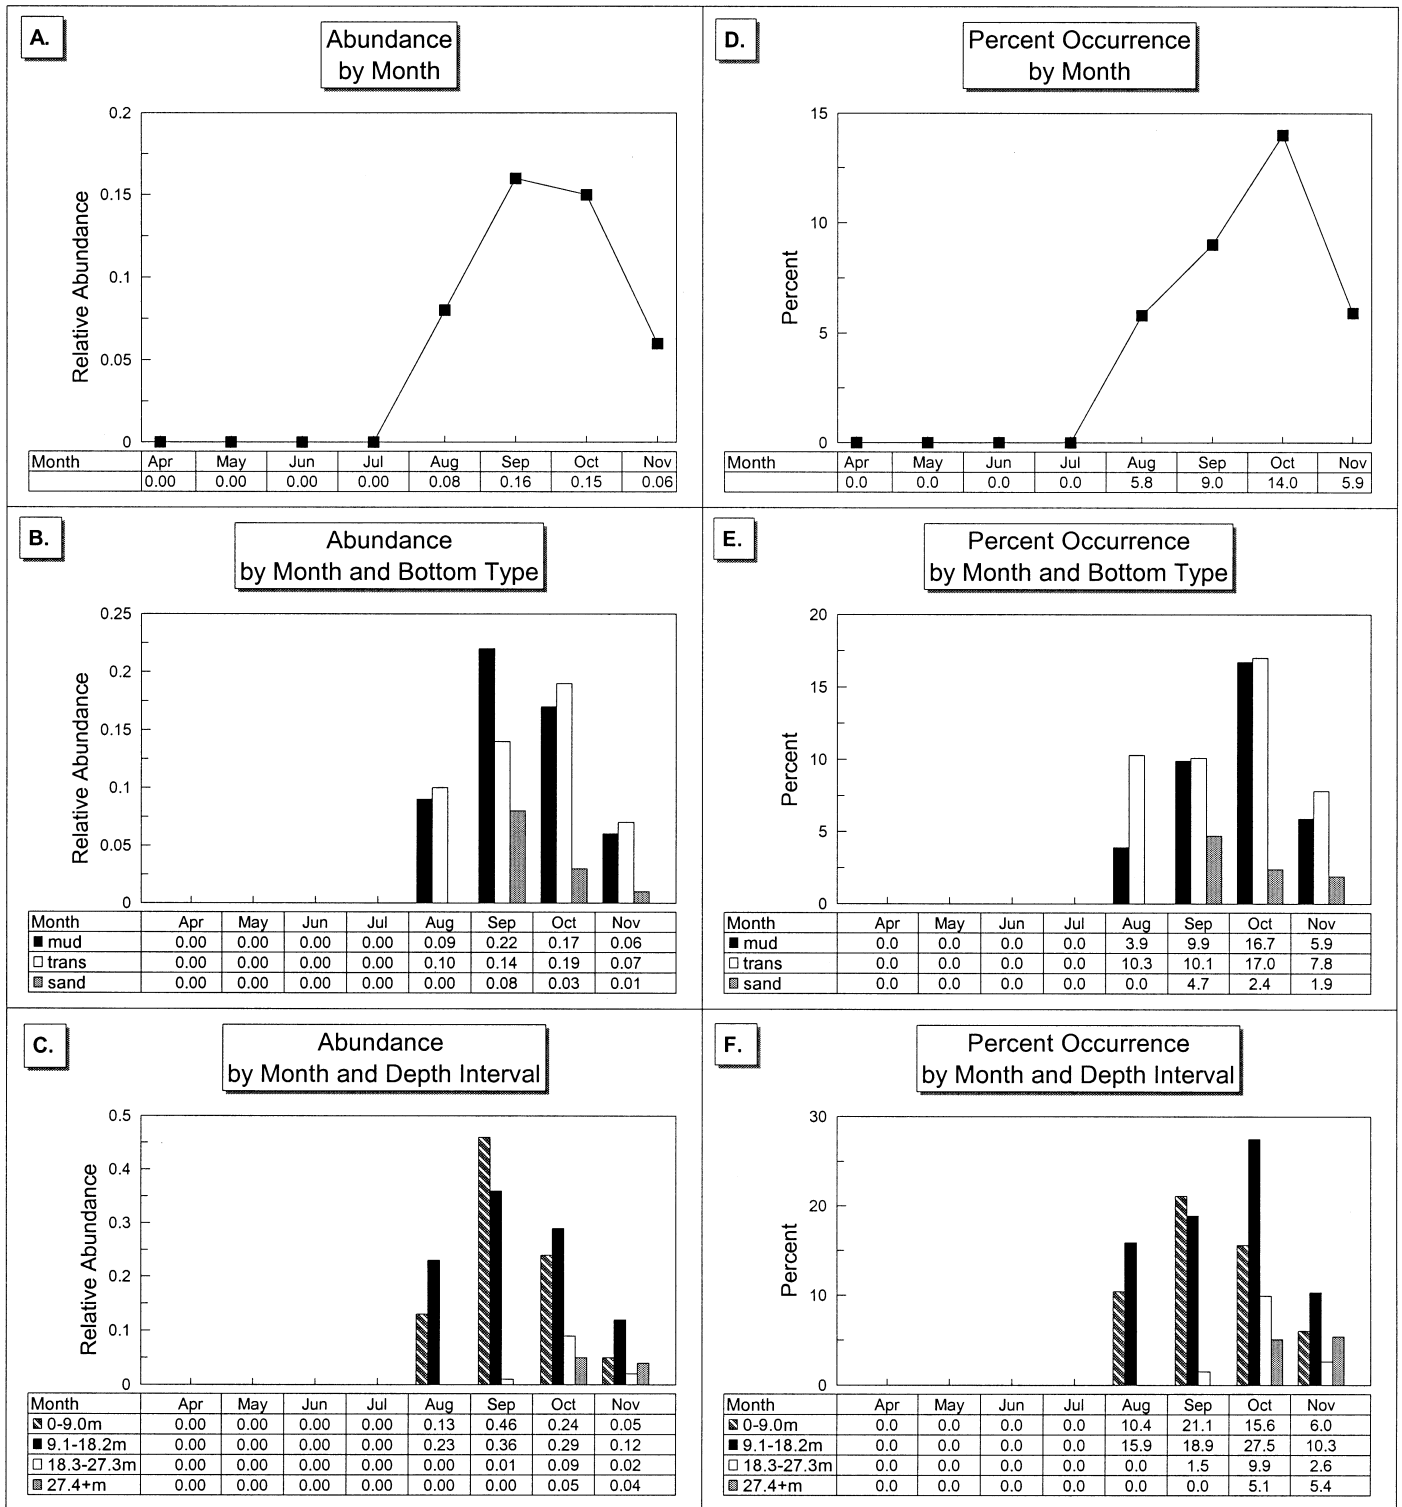 A.
Abundance
by Month
0.2
0.15
0.1
0.05
0
Relative Abundance
Month Apr May Jun Jul Aug Sep Oct Nov
0.00 0.00 0.00 0.00 0.08 0.16 0.15 0.06
D.
Percent Occurrence
by Month
15
10
5
0
Percent
Month Apr May Jun Jul Aug Sep Oct Nov
0.0 0.0 0.0 0.0 5.8 9.0 14.0 5.9
B.
Abundance
by Month and Bottom Type
0.25
0.2
0.15
0.1
0.05
0
Relative Abundance
Month Apr May Jun Jul Aug Sep Oct Nov
mud 0.00 0.00 0.00 0.00 0.09 0.22 0.17 0.06
trans 0.00 0.00 0.00 0.00 0.10 0.14 0.19 0.07
sand 0.00 0.00 0.00 0.00 0.00 0.08 0.03 0.01
E.
Percent Occurrence
by Month and Bottom Type
20
15
10
5
0
Percent
Month Apr May Jun Jul Aug Sep Oct Nov
mud 0.0 0.0 0.0 0.0 3.9 9.9 16.7 5.9
trans 0.0 0.0 0.0 0.0 10.3 10.1 17.0 7.8
sand 0.0 0.0 0.0 0.0 0.0 4.7 2.4 1.9
C.
Abundance
by Month and Depth Interval
0.5
0.4
0.3
0.2
0.1
0
Relative Abundance
Month Apr May Jun Jul Aug Sep Oct Nov
0-9.0m 0.00 0.00 0.00 0.00 0.13 0.46 0.24 0.05
9.1-18.2m 0.00 0.00 0.00 0.00 0.23 0.36 0.29 0.12
18.3-27.3m 0.00 0.00 0.00 0.00 0.00 0.01 0.09 0.02
27.4+m 0.00 0.00 0.00 0.00 0.00 0.00 0.05 0.04
F.
Percent Occurrence
by Month and Depth Interval
30
20
10
0
Percent
Month Apr May Jun Jul Aug Sep Oct Nov
0-9.0m 0.0 0.0 0.0 0.0 10.4 21.1 15.6 6.0
9.1-18.2m 0.0 0.0 0.0 0.0 15.9 18.9 27.5 10.3
18.3-27.3m 0.0 0.0 0.0 0.0 0.0 1.5 9.9 2.6
27.4+m 0.0 0.0 0.0 0.0 0.0 0.0 5.1 5.4